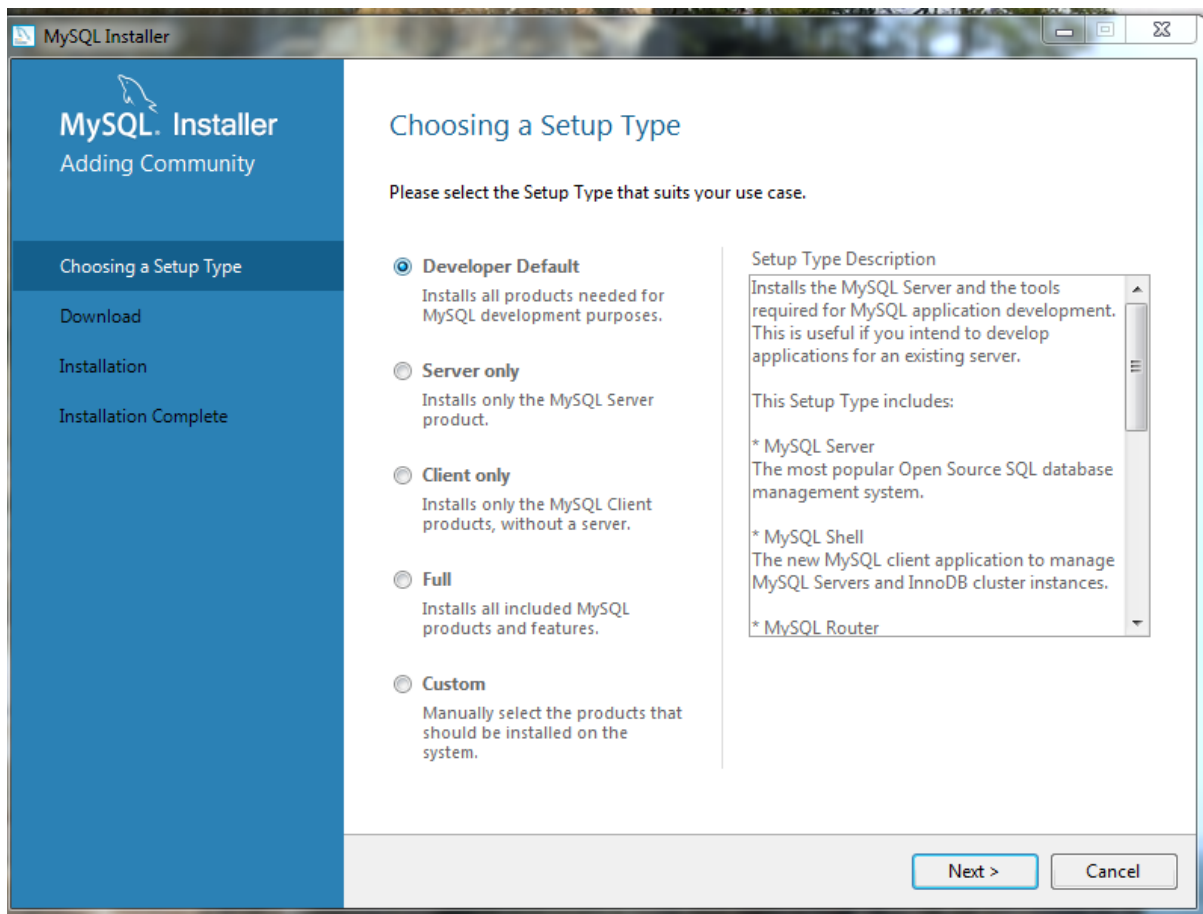 MySQL Installer
MySQL. Installer
Adding Community
Choosing a Setup Type
Download
Installation
Installation Complete
Choosing a Setup Type
Please select the Setup Type that suits your use case.
Developer Default
Installs all products needed for
MySQL development purposes.
Server only
Installs only the MySQL Server
product.
Client only
Installs only the MySQL Client
products, without a server.
Full
Installs all included MySQL
products and features.
Custom
Manually select the products that
should be installed on the
system.
Setup Type Description
Installs the MySQL Server and the tools
required for MySQL application development.
This is useful if you intend to develop
applications for an existing server.
This Setup Type includes:
* MySQL Server
The most popular Open Source SQL database
management system.
* MySQL Shell
The new MySQL client application to manage
MySQL Servers and InnoDB cluster instances.
* MySQL Router
Next >
Cancel